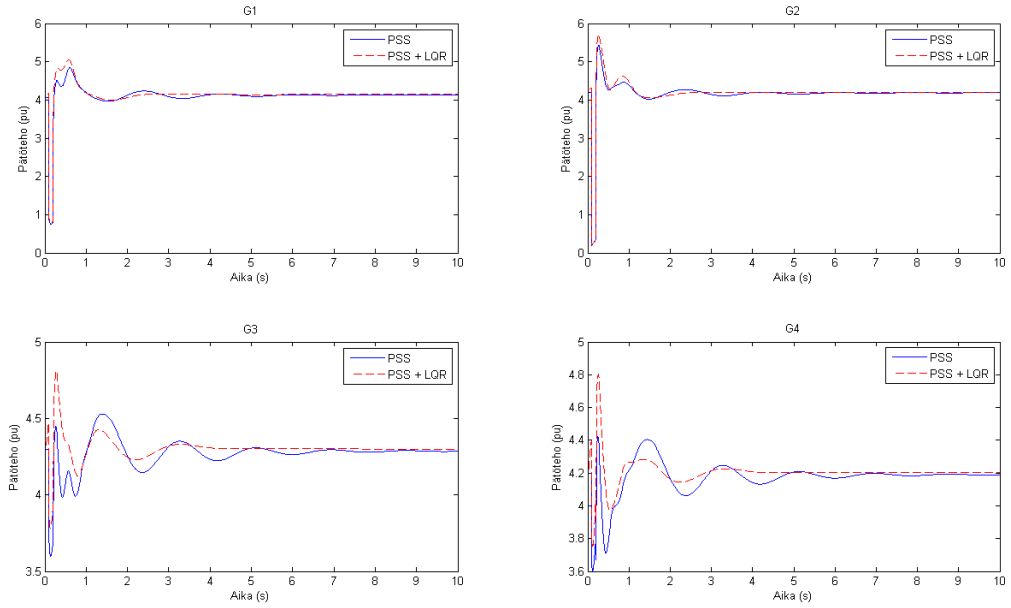 G1
6
5
4
3
2
1
0
Pätöteho (pu)
PSS
PSS + LQR
0 1 2 3 4 5 6 7 8 9 10
Aika (s)
G2
6
5
4
3
2
1
0
Pätöteho (pu)
PSS
PSS + LQR
0 1 2 3 4 5 6 7 8 9 10
Aika (s)
G3
5
4.5
4
3.5
Pätöteho (pu)
PSS
PSS + LQR
0 1 2 3 4 5 6 7 8 9 10
Aika (s)
G4
5
4.8
4.6
4.4
4.2
4
3.8
3.6
Pätöteho (pu)
PSS
PSS + LQR
0 1 2 3 4 5 6 7 8 9 10
Aika (s)